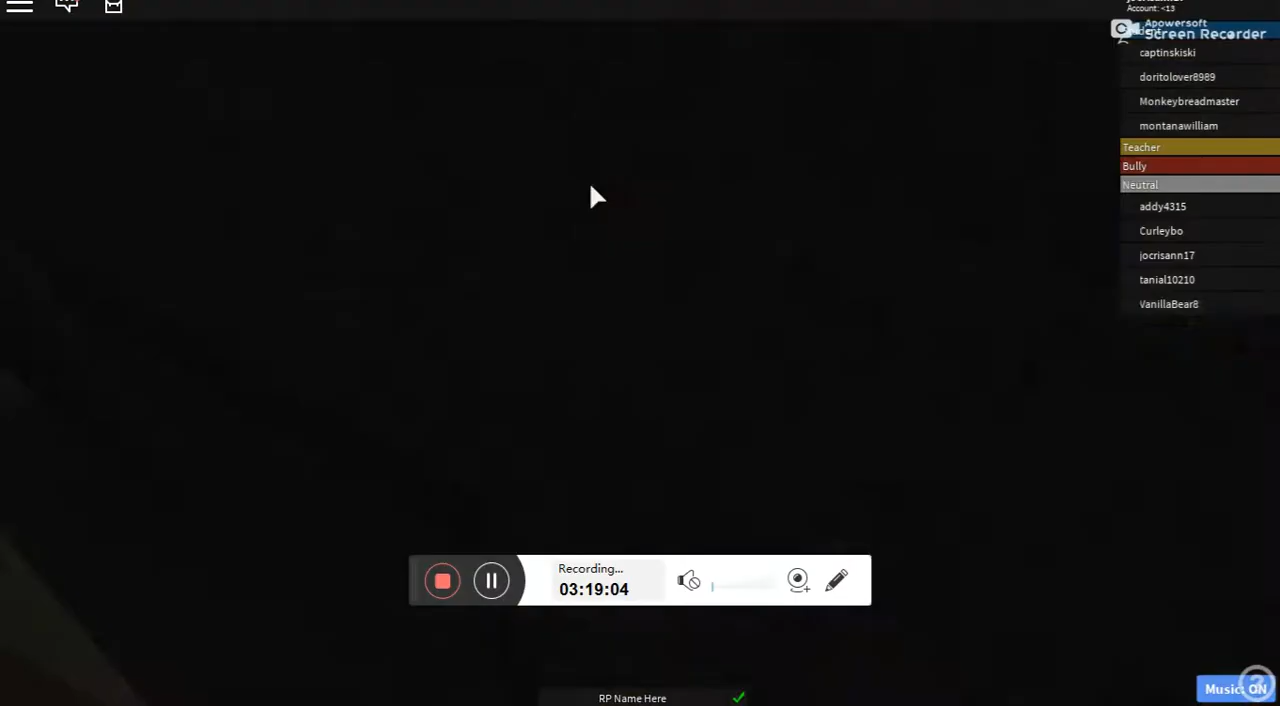 Account: <13
Apowersoft
Screen Recorder
captinskiski
doritolover8989
Monkeybreadmaster
montanawilliam
Teacher
Bully
Neutral
addy4315
Curleybo
jocrisann17
tanial10210
VanillaBear8
Recording...
03:19:04
RP Name Here
Music: ON
?